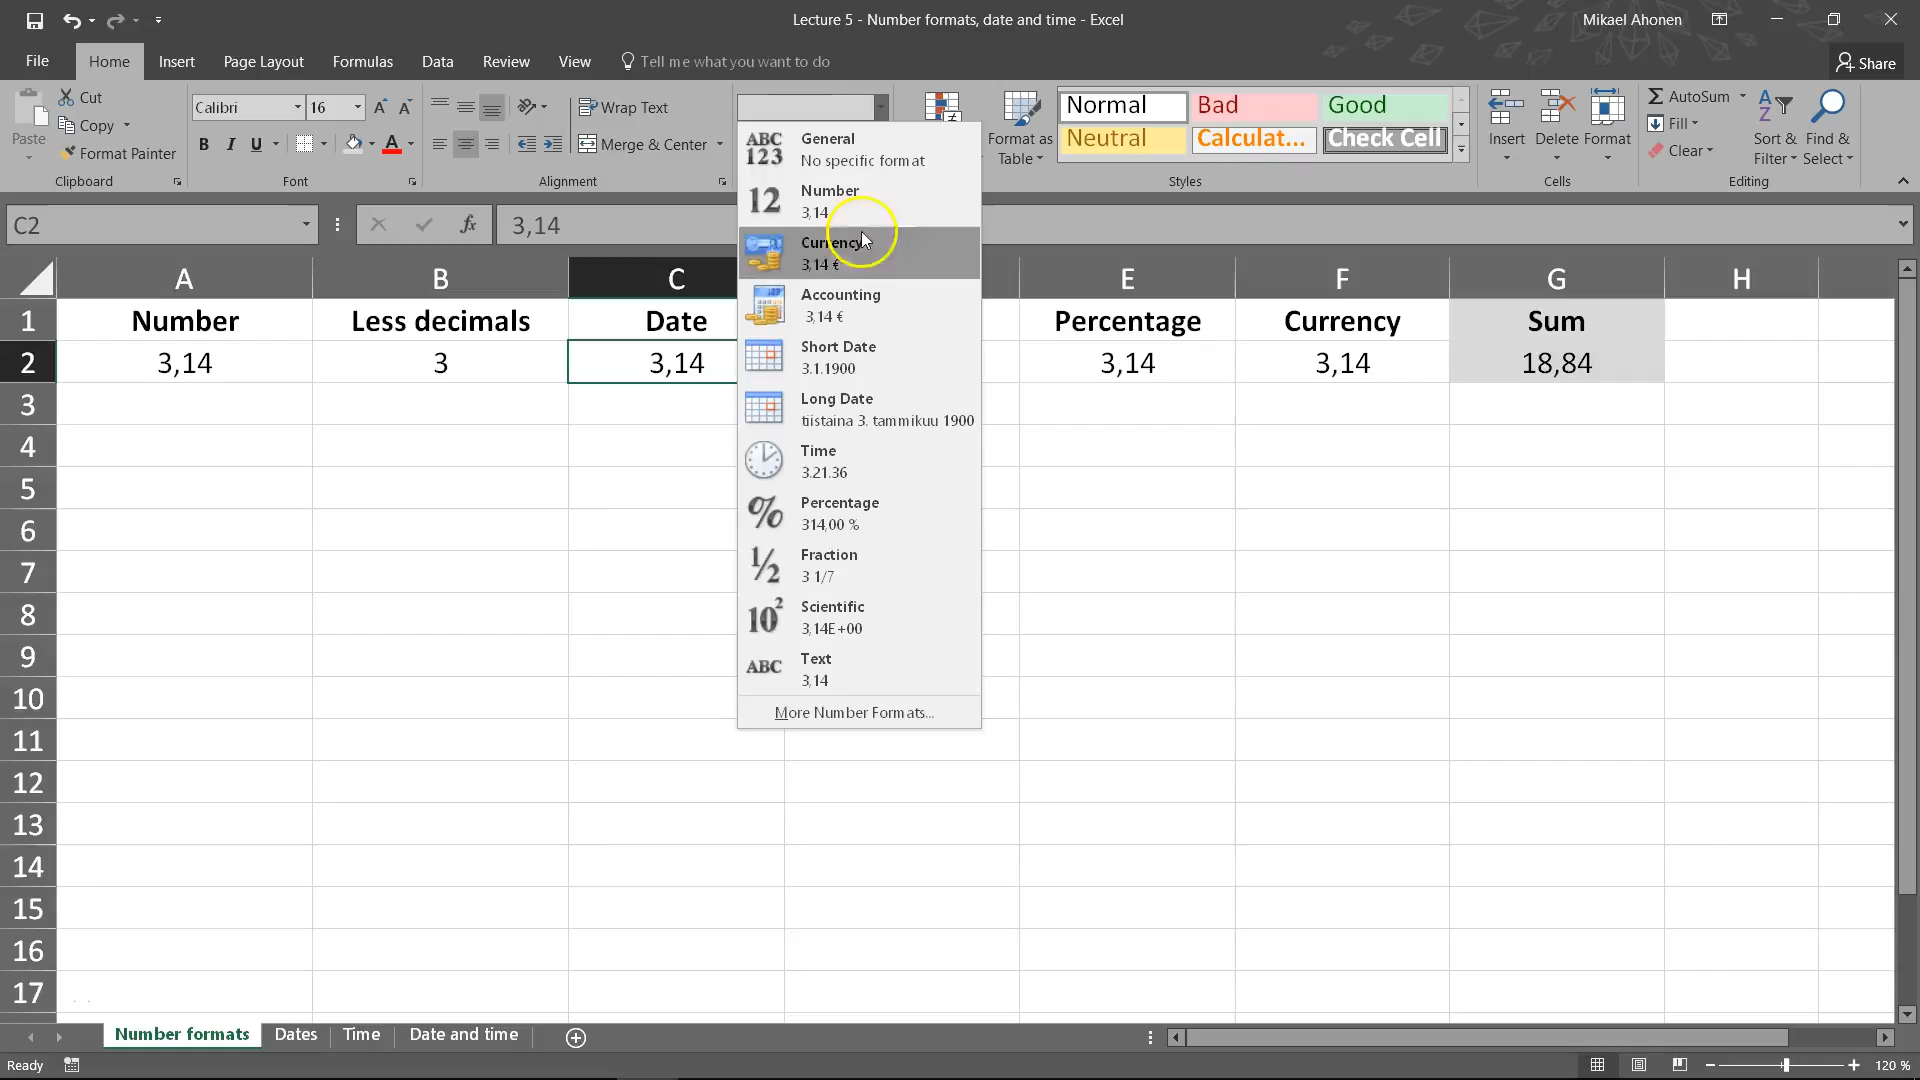 Lecture 5 - Number formats, date and time - Excel
Mikael Ahonen
File Home Insert Page Layout Formulas Data Review View Tell me what you want to do
Share
Paste
Cut
Copy
Format Painter
Clipboard
Calibri 16
B I U A
Font
Wrap Text
Merge & Center
Alignment
Format as
Table
Normal Bad Good
Neutral Calculat... Check Cell
Styles
Insert Delete Format
Cells
AutoSum
Fill
Clear
Sort &
Filter
Find &
Select
Editing
C2 fx 3,14
ABC
123
General
No specific format
12
Number
3,14
Currency
3,14 €
Accounting
3,14 €
Short Date
3.1.1900
Long Date
tiistaina 3. tammikuu 1900
Time
3.21.36
%
Percentage
314,00 %
½
Fraction
3 1/7
10²
Scientific
3,14E+00
ABC
Text
3,14
More Number Formats...
A B C E F G H
1 Number Less decimals Date Percentage Currency Sum
2 3,14 3 3,14 3,14 3,14 18,84
3
4
5
6
7
8
9
10
11
12
13
14
15
16
17
Number formats Dates Time Date and time
Ready
120 %